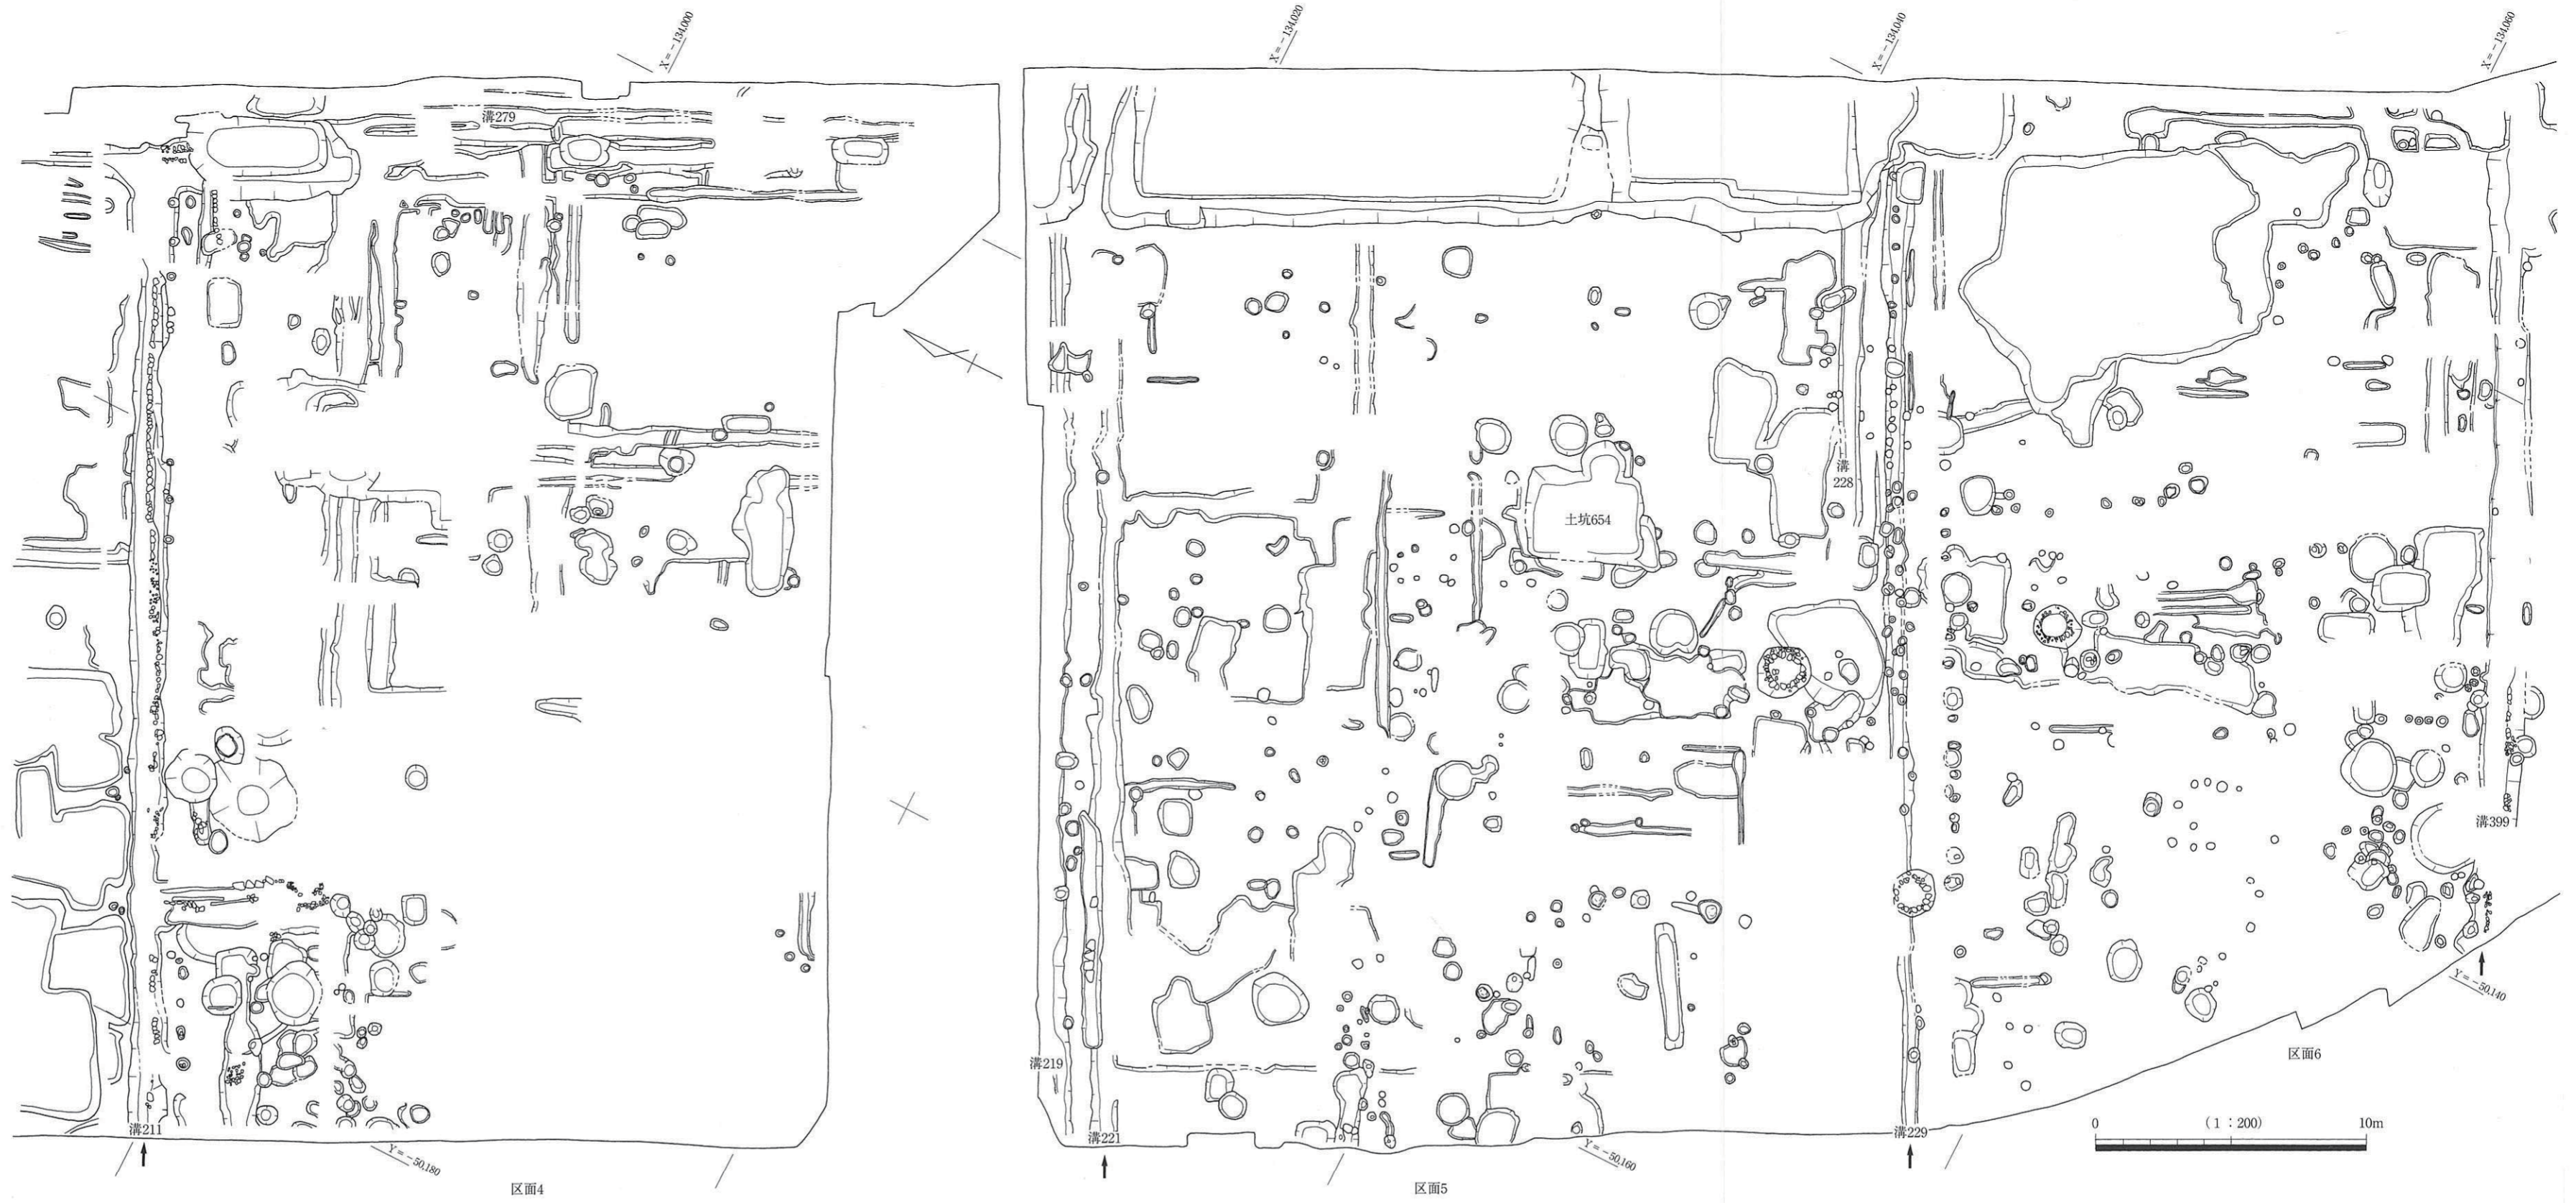 X=-134,000
X=-134,020
X=-134,040
X=-134,060
溝279
溝
228
土坑654
溝399
溝219
溝211
溝221
溝229
Y=-50,180
Y=-50,160
Y=-50,140
区画4
区画5
区画6
0
(1:200)
10m